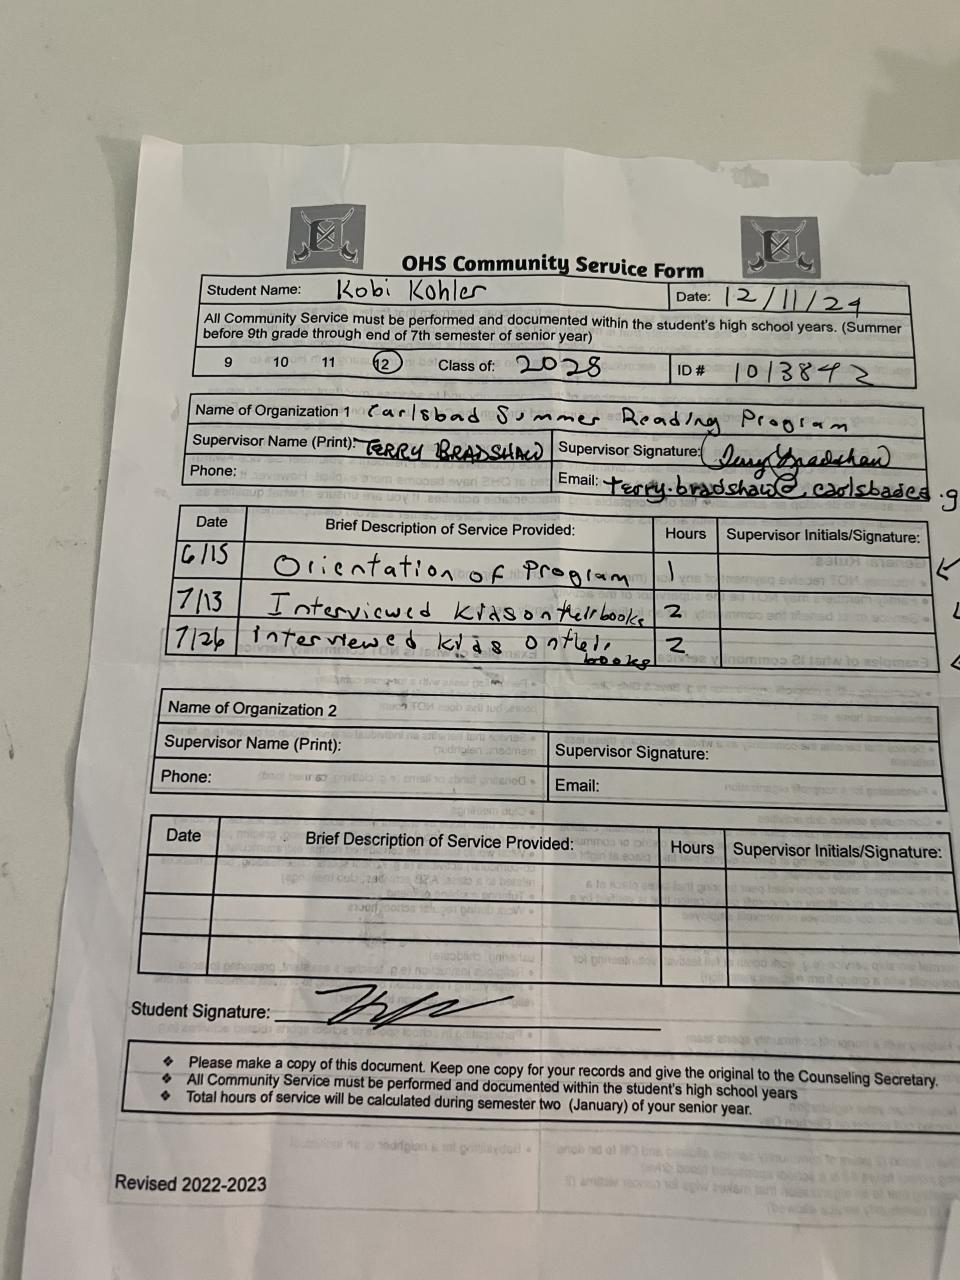 OHS Community Service Form
Student Name: Kobi Kohler Date: 12/11/24
All Community Service must be performed and documented within the student's high school years. (Summer
before 9th grade through end of 7th semester of senior year)
9 10 11 12 Class of: 2028 ID # 1013842
Name of Organization 1 Carlsbad Summer Reading Program
Supervisor Name (Print): TERRY BRADSHAW Supervisor Signature: Terry Bradshaw
Phone: Email: terry.bradshaw@carlsbadca.g
Date Brief Description of Service Provided: Hours Supervisor Initials/Signature:
6/15 Orientation of Program 1
7/13 Interviewed kids on their books 2
7/26 interviewed kids on their 2
books
Name of Organization 2
Supervisor Name (Print): Supervisor Signature:
Phone: Email:
Date Brief Description of Service Provided: Hours Supervisor Initials/Signature:
Student Signature:
❖ Please make a copy of this document. Keep one copy for your records and give the original to the Counseling Secretary.
❖ All Community Service must be performed and documented within the student's high school years
❖ Total hours of service will be calculated during semester two (January) of your senior year.
Revised 2022-2023